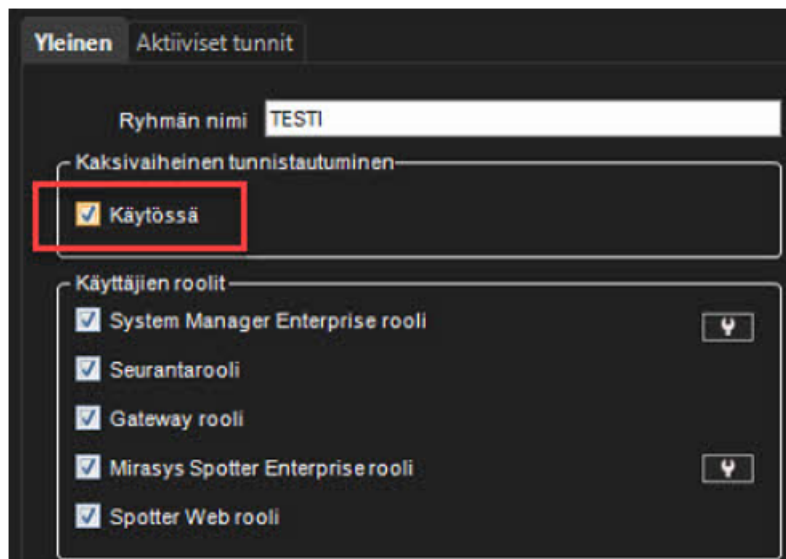 Yleinen Aktiiviset tunnit
Ryhmän nimi TESTI
Kaksivaiheinen tunnistautuminen
Käytössä
Käyttäjien roolit
System Manager Enterprise rooli
Seurantarooli
Gateway rooli
Mirasys Spotter Enterprise rooli
Spotter Web rooli